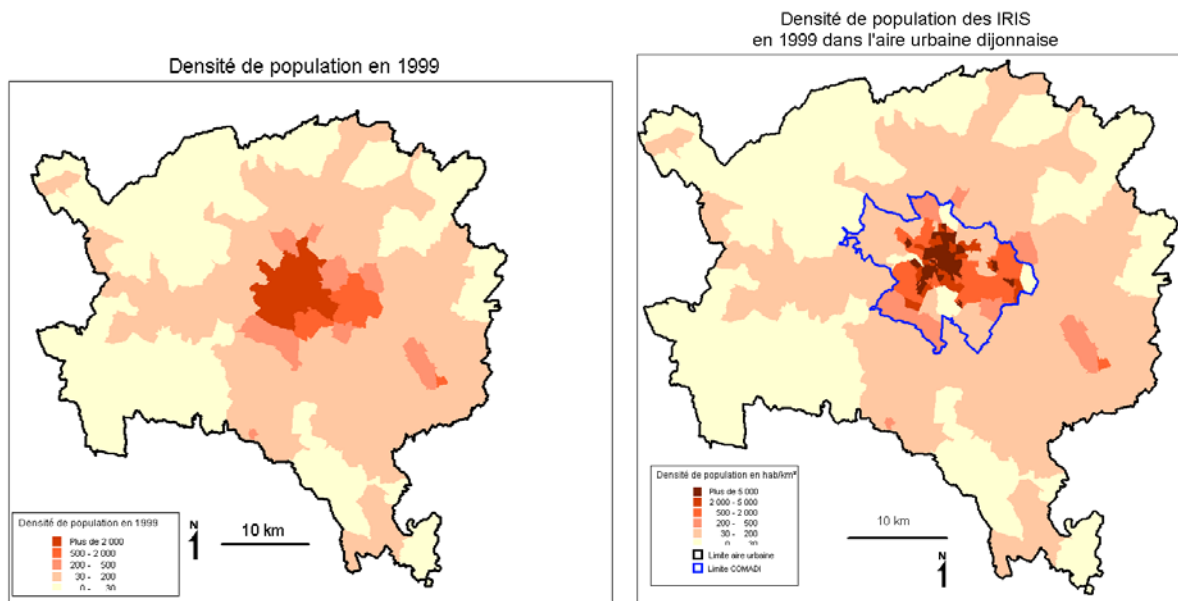 Densité de population en 1999
Densité de population en 1999
Plus de 2 000
500 - 2 000
200 - 500
30 - 200
0 - 30
N
10 km
Densité de population des IRIS
en 1999 dans l'aire urbaine dijonnaise
Densité de population en hab/km²
Plus de 5 000
2 000 - 5 000
500 - 2 000
200 - 500
30 - 200
0 - 30
Limite aire urbaine
Limite COMADI
10 km
N